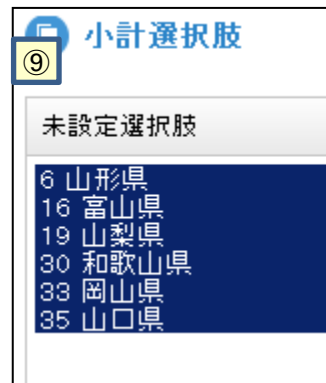 小計選択肢
⑨
未設定選択肢
6 山形県
16 富山県
19 山梨県
30 和歌山県
33 岡山県
35 山口県